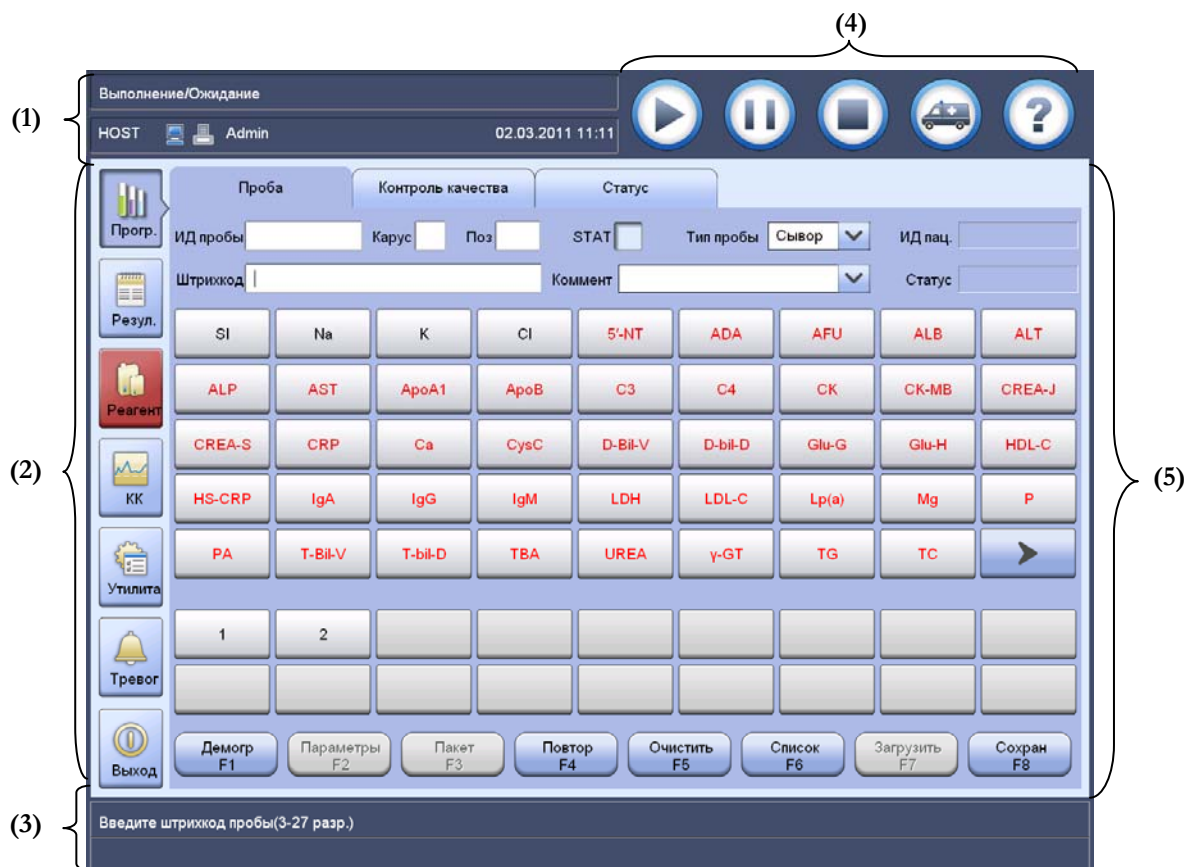 (4)
(1)
Выполнение/Ожидание
HOST Admin 02.03.2011 11:11
?
(2)
(5)
Прогр.
Резул.
Реагент
КК
Утилита
Тревог
Выход
Проба Контроль качества Статус
ИД пробы Карус Поз STAT Тип пробы Сывор ИД пац.
Штрихкод Коммент Статус
SI Na K Cl 5'-NT ADA AFU ALB ALT
ALP AST ApoA1 ApoB C3 C4 CK CK-MB CREA-J
CREA-S CRP Ca CysC D-Bil-V D-bil-D Glu-G Glu-H HDL-C
HS-CRP IgA IgG IgM LDH LDL-C Lp(a) Mg P
PA T-Bil-V T-bil-D TBA UREA γ-GT TG TC
1 2
Демогр Параметры Пакет Повтор Очистить Список Загрузить Сохран
F1 F2 F3 F4 F5 F6 F7 F8
(3)
Введите штрихкод пробы(3-27 разр.)